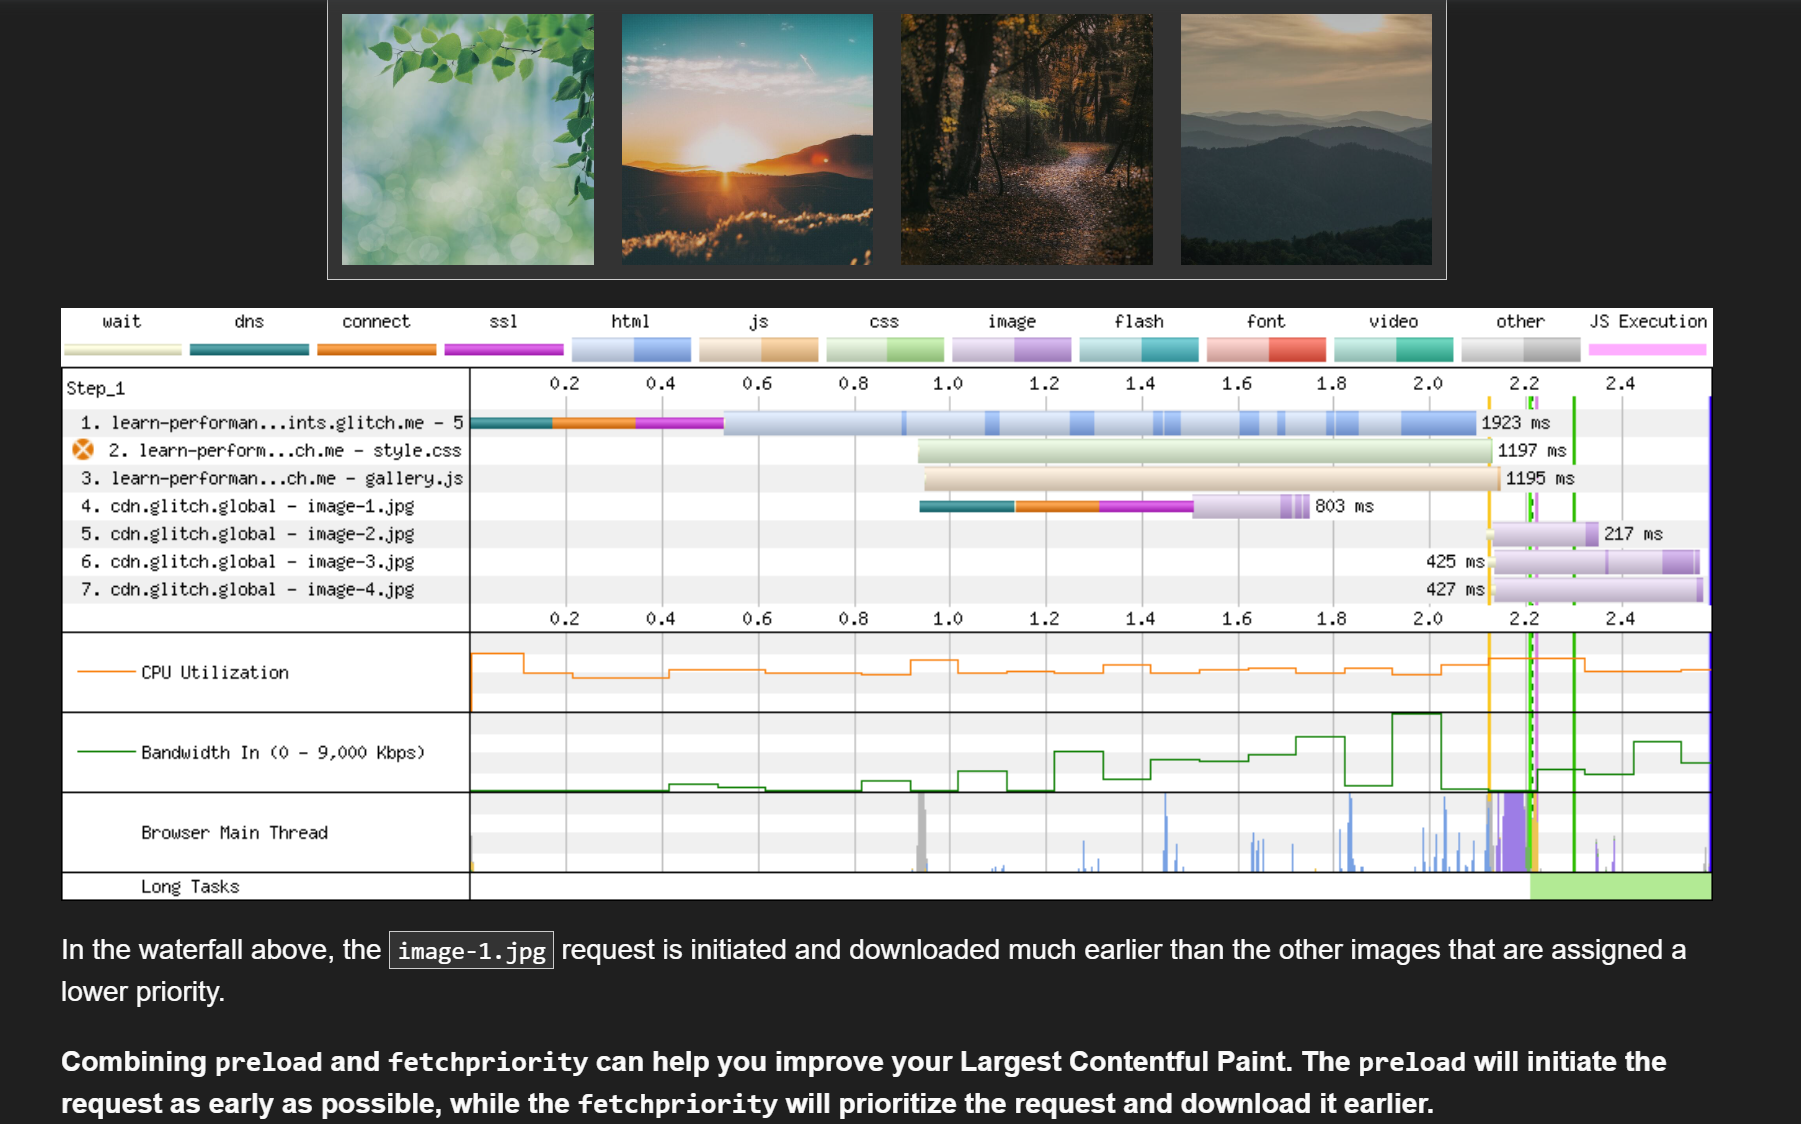 wait dns connect ssl html js css image flash font video other JS Execution
Step_1 0.2 0.4 0.6 0.8 1.0 1.2 1.4 1.6 1.8 2.0 2.2 2.4
1. learn-performan...ints.glitch.me - 5 1923 ms
2. learn-perform...ch.me - style.css 1197 ms
3. learn-performan...ch.me - gallery.js 1195 ms
4. cdn.glitch.global - image-1.jpg 803 ms
5. cdn.glitch.global - image-2.jpg 217 ms
6. cdn.glitch.global - image-3.jpg 425 ms
7. cdn.glitch.global - image-4.jpg 427 ms
0.2 0.4 0.6 0.8 1.0 1.2 1.4 1.6 1.8 2.0 2.2 2.4
CPU Utilization
Bandwidth In (0 - 9,000 Kbps)
Browser Main Thread
Long Tasks
In the waterfall above, the image-1.jpg request is initiated and downloaded much earlier than the other images that are assigned a
lower priority.
Combining preload and fetchpriority can help you improve your Largest Contentful Paint. The preload will initiate the
request as early as possible, while the fetchpriority will prioritize the request and download it earlier.